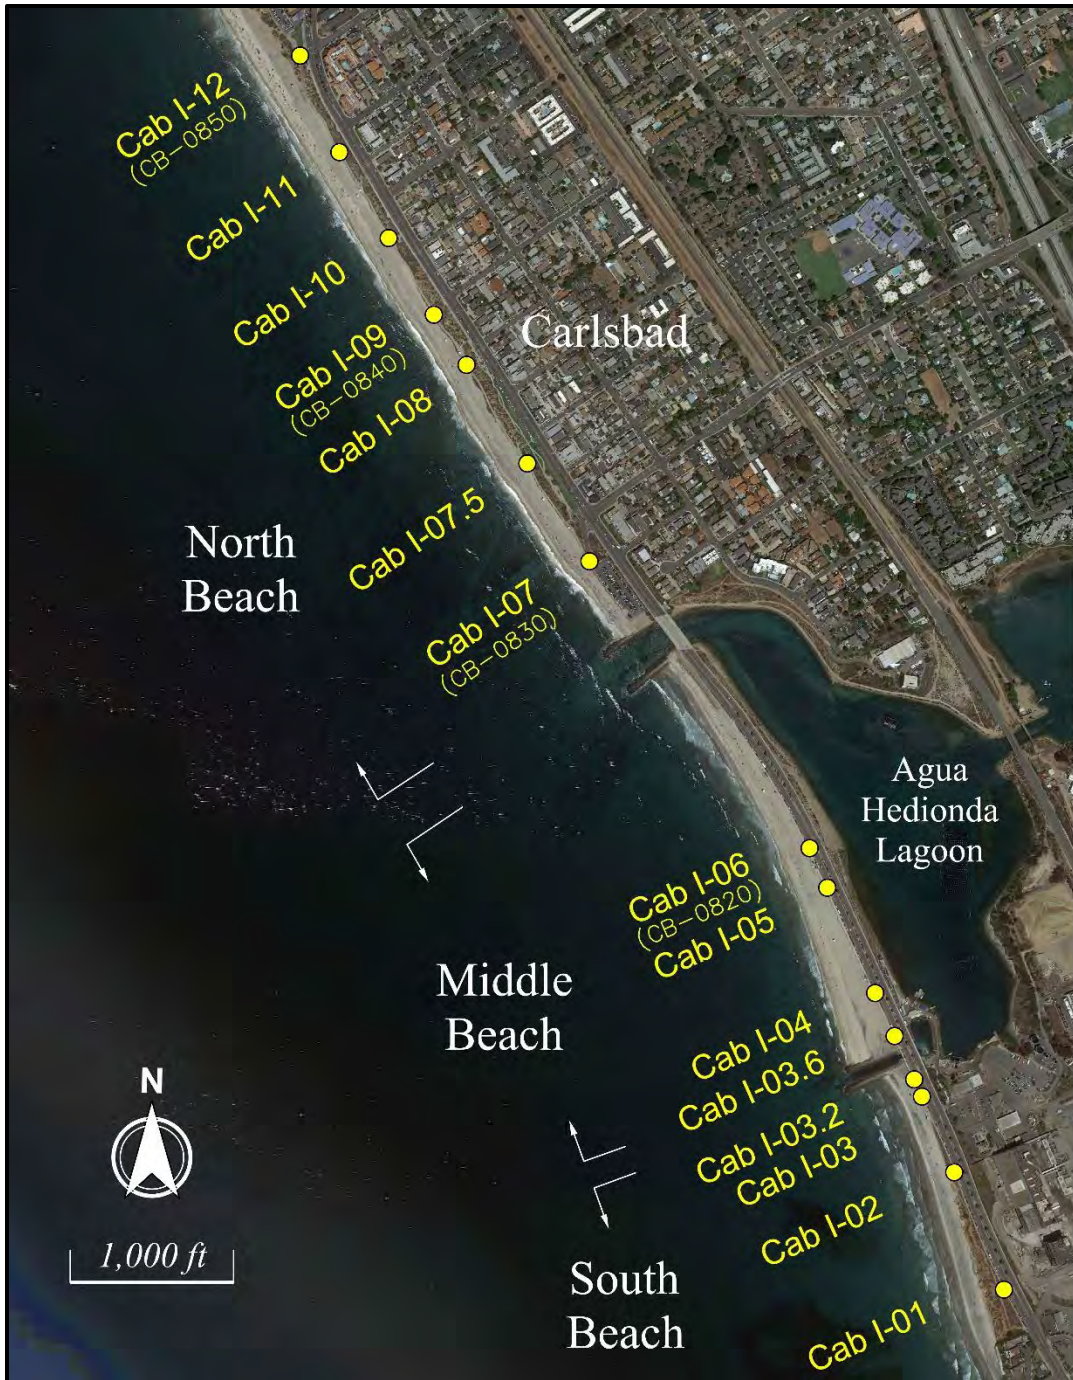 Cab I-12
(CB-0850)
Cab I-11
Cab I-10
Cab I-09
(CB-0840)
Carlsbad
Cab I-08
Cab I-07.5
North
Beach
Cab I-07
(CB-0830)
Agua
Hedionda
Lagoon
Cab I-06
(CB-0820)
Cab I-05
Middle
Beach
Cab I-04
Cab I-03.6
Cab I-03.2
Cab I-03
Cab I-02
N
1,000 ft
South
Beach
Cab I-01